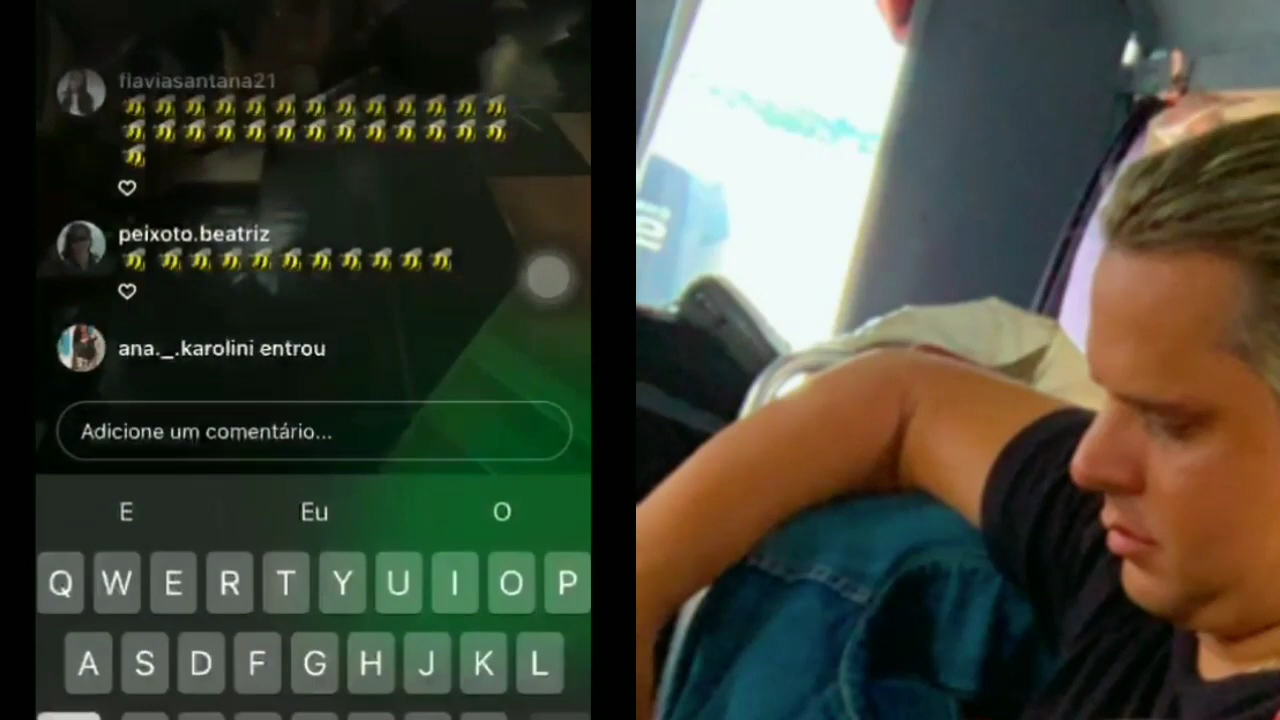 flaviasantana21
🐝🐝🐝🐝🐝🐝🐝🐝🐝🐝🐝🐝🐝
🐝🐝🐝🐝🐝🐝🐝🐝🐝🐝🐝🐝🐝
🐝
peixoto.beatriz
🐝🐝🐝🐝🐝🐝🐝🐝🐝🐝🐝
ana._.karolini entrou
Adicione um comentário...
E Eu O
Q W E R T Y U I O P
A S D F G H J K L